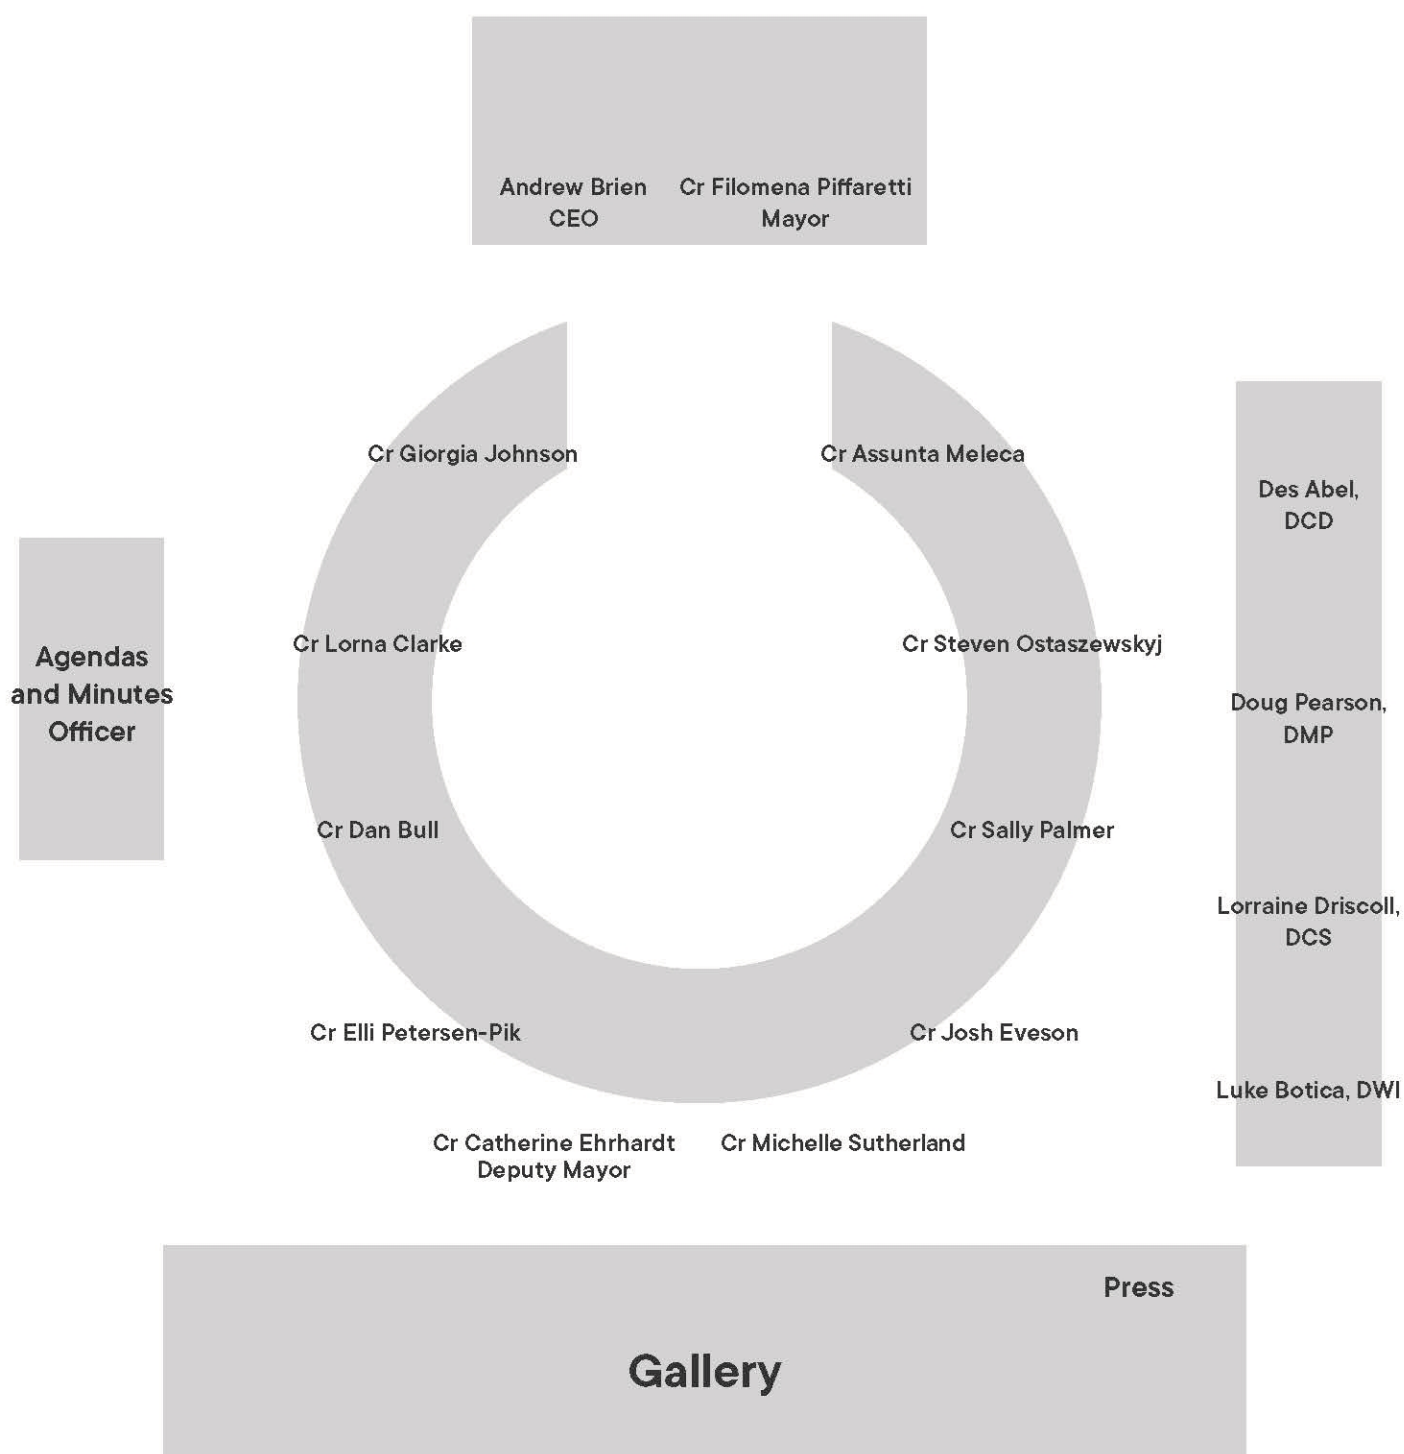 Andrew Brien
CEO
Cr Filomena Piffaretti
Mayor
Cr Giorgia Johnson
Cr Assunta Meleca
Des Abel,
DCD
Agendas
and Minutes
Officer
Cr Lorna Clarke
Cr Steven Ostaszewskyj
Doug Pearson,
DMP
Cr Dan Bull
Cr Sally Palmer
Lorraine Driscoll,
DCS
Cr Elli Petersen-Pik
Cr Josh Eveson
Luke Botica, DWI
Cr Catherine Ehrhardt
Deputy Mayor
Cr Michelle Sutherland
Press
Gallery